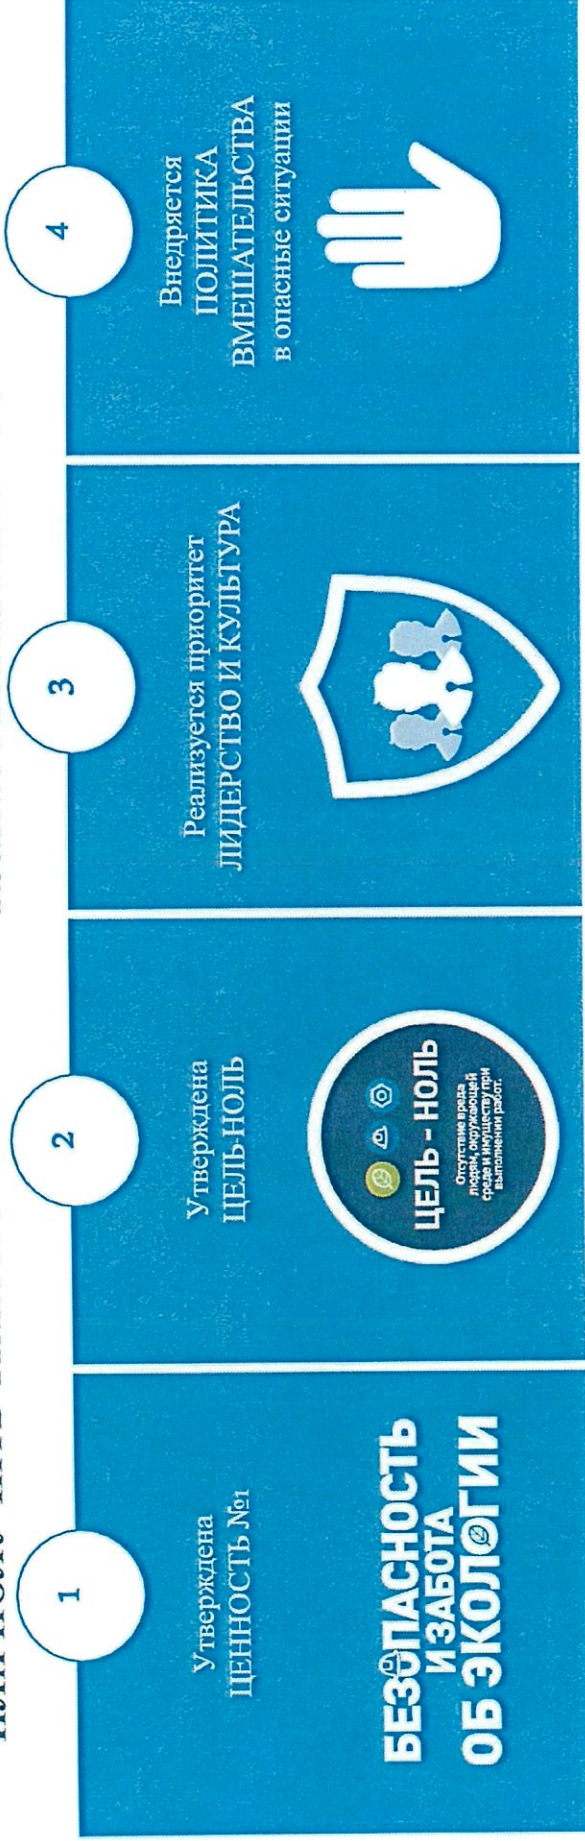 1
Утверждена
ЦЕННОСТЬ №1
БЕЗОПАСНОСТЬ
И ЗАБОТА
ОБ ЭКОЛОГИИ
2
Утверждена
ЦЕЛЬ-НОЛЬ
ЦЕЛЬ - НОЛЬ
Отсутствие вреда
людям, окружающей
среде и имуществу при
выполнении работ.
3
Реализуется приоритет
ЛИДЕРСТВО И КУЛЬТУРА
4
Внедряется
ПОЛИТИКА
ВМЕШАТЕЛЬСТВА
в опасные ситуации